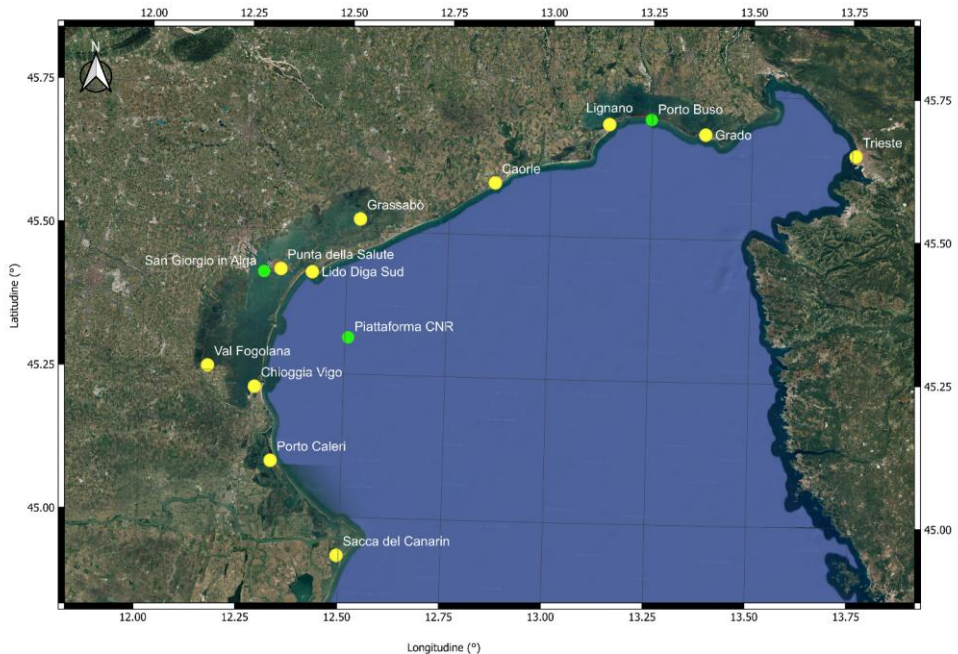 12.00 12.25 12.50 12.75 13.00 13.25 13.50 13.75
N
45.75 45.75
Lignano Porto Buso
Grado
Trieste
Caorle
45.50 45.50
Grassabò
San Giorgio in Alga Punta della Salute
Lido Diga Sud
Piattaforma CNR
45.25 45.25
Val Fogolana
Chioggia Vigo
Porto Caleri
45.00 45.00
Sacca del Canarin
12.00 12.25 12.50 12.75 13.00 13.25 13.50 13.75
Latitudine (°)
Longitudine (°)